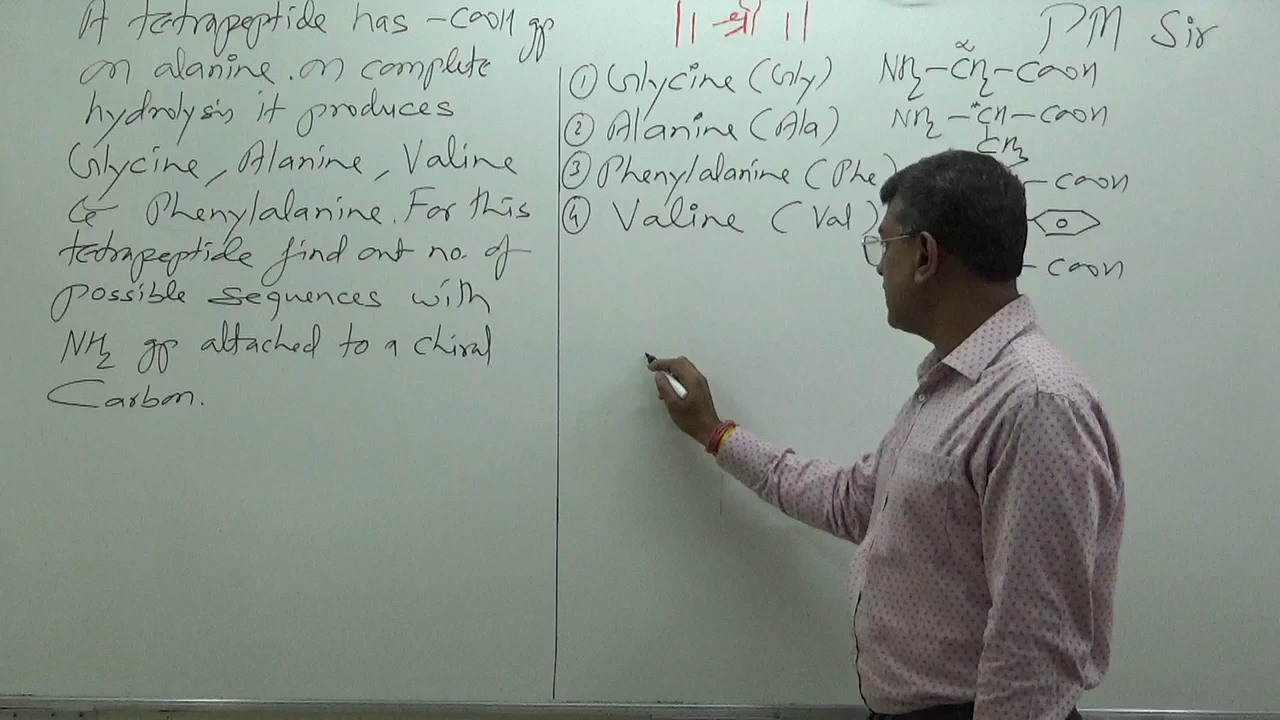 A tetrapeptide has -COOH gp
on alanine. on complete
hydrolysis it produces
Glycine, Alanine, Valine
& Phenylalanine. For this
tetrapeptide find out no. of
possible sequences with
NH₂ gp attached to a chiral
Carbon.
|| श्री ||
PM Sir
① Glycine (Gly) NH₂-CH₂-COOH
α
② Alanine (Ala) NH₂-*CH-COOH
CH₃
③ Phenylalanine (Phe) -COOH
④ Valine (Val)
-COOH